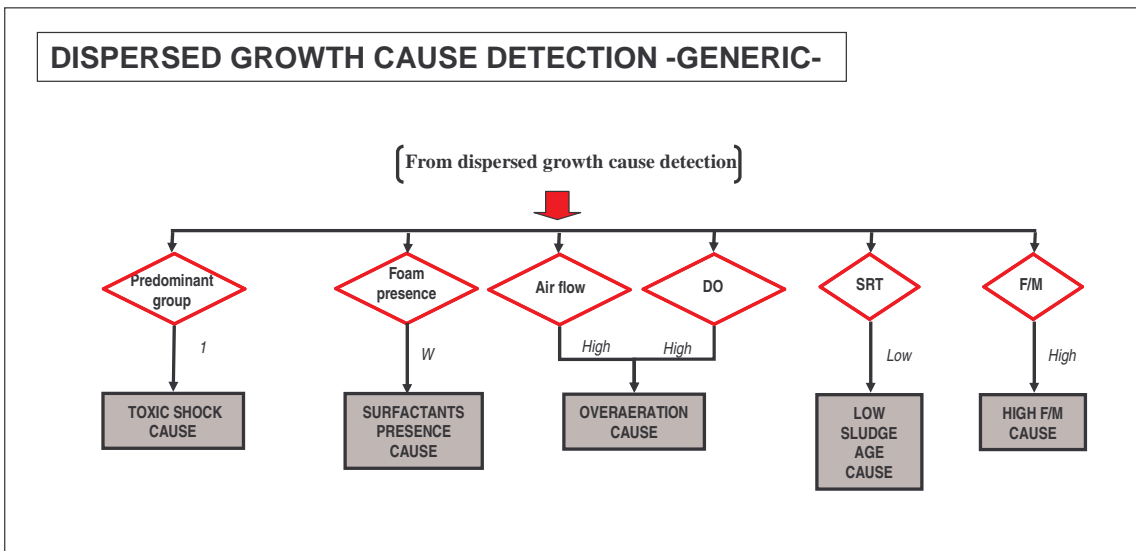 DISPERSED GROWTH CAUSE DETECTION -GENERIC-
From dispersed growth cause detection
Predominant
group
Foam
presence
Air flow
DO
SRT
F/M
1
W
High
High
Low
High
TOXIC SHOCK
CAUSE
SURFACTANTS
PRESENCE
CAUSE
OVERAERATION
CAUSE
LOW
SLUDGE
AGE
CAUSE
HIGH F/M
CAUSE